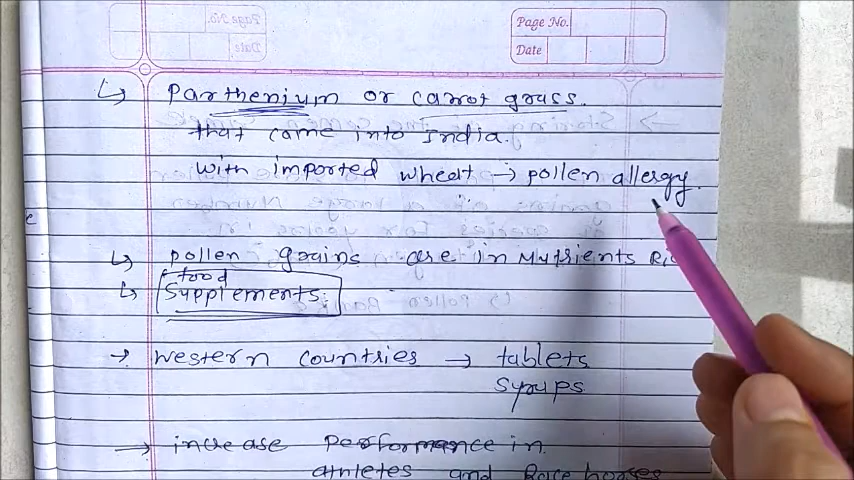 Page No.
Date
↳ Parthenium or carrot grass.
that come into India.
with imported wheat → pollen allergy.
↳ pollen grains are in Nutrients
food
↳ Supplements.
→ western countries → tablets
syrups
→ increase performance in
athletes and Race horses